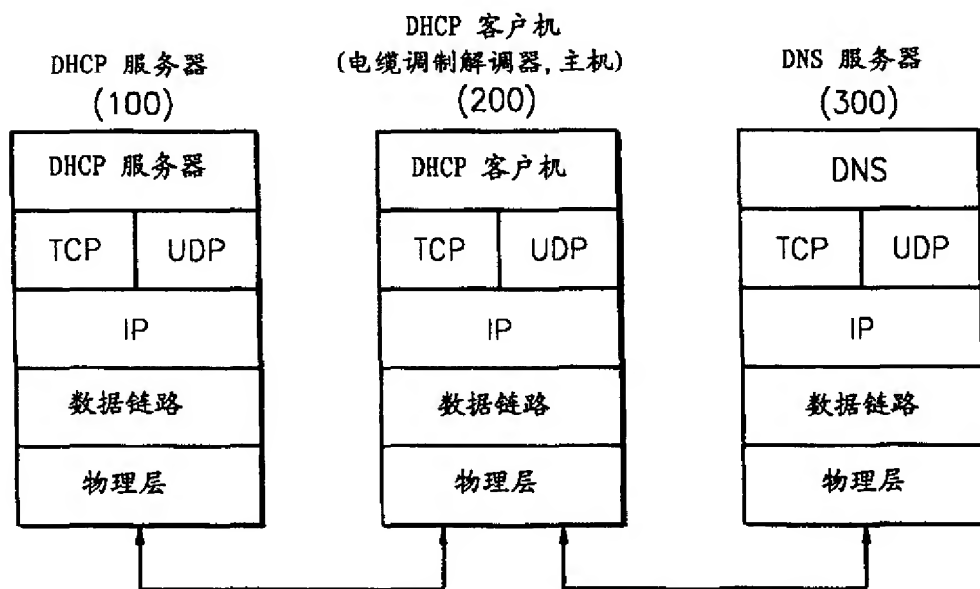 DHCP 服务器
(100)
DHCP 服务器
TCP UDP
IP
数据链路
物理层
DHCP 客户机
(电缆调制解调器,主机)
(200)
DHCP 客户机
TCP UDP
IP
数据链路
物理层
DNS 服务器
(300)
DNS
TCP UDP
IP
数据链路
物理层